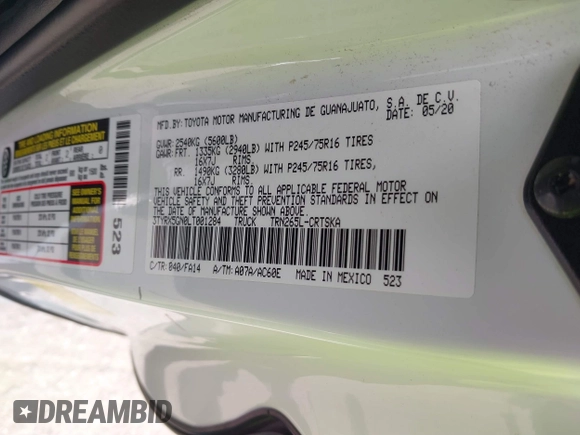 MFD.BY:TOYOTA MOTOR MANUFACTURING DE GUANAJUATO, S.A. DE C.V.
DATE: 05/20
GVWR: 2540KG (5600LB)
GAWR: FRT. 1335KG (2940LB) WITH P245/75R16 TIRES
16X7J RIMS
RR. 1490KG (3280LB) WITH P245/75R16 TIRES,
16X7J RIMS
THIS VEHICLE CONFORMS TO ALL APPLICABLE FEDERAL MOTOR
VEHICLE SAFETY AND THEFT PREVENTION STANDARDS IN EFFECT ON
THE DATE OF MANUFACTURE SHOWN ABOVE.
3TYRX5GN0LT001204 TRUCK TRN265L-CRTSKA
C/TR: 040/FA14 A/TM: A07A/AC60E MADE IN MEXICO 523
TIRE AND LOADING INFORMATION
SEE OWNER'S
523
DREAMBID